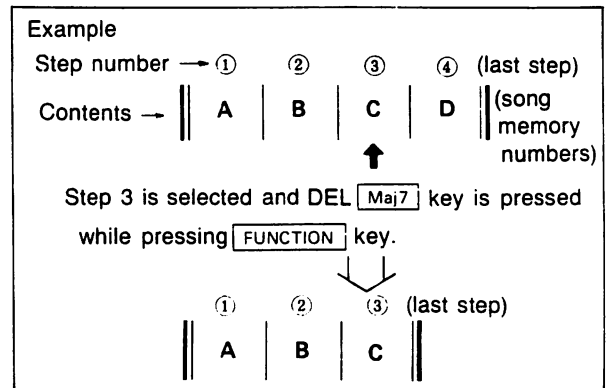 Example
Step number → ① ② ③ ④ (last step)
Contents → A B C D (song
memory
numbers)
Step 3 is selected and DEL Maj7 key is pressed
while pressing FUNCTION key.
① ② ③ (last step)
A B C